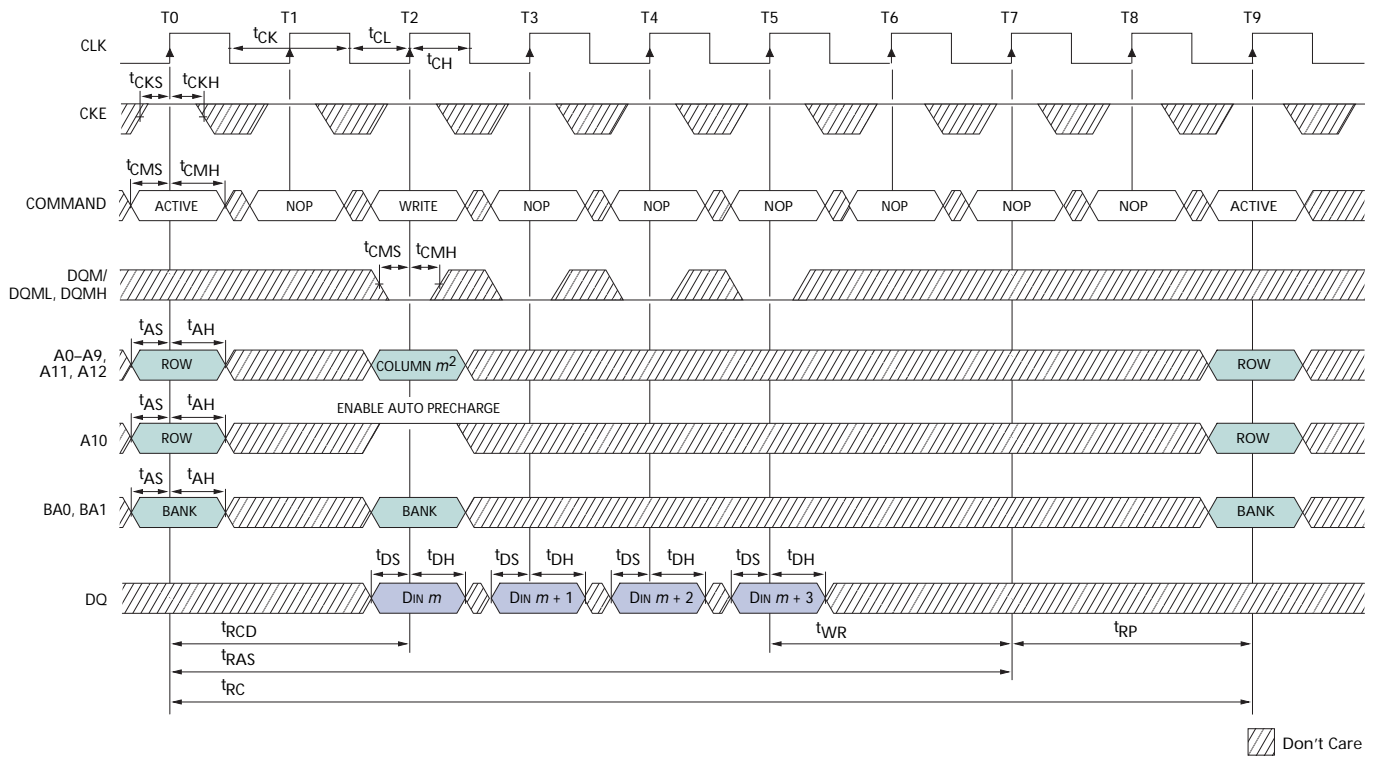 T0 T1 T2 T3 T4 T5 T6 T7 T8 T9
CLK tCK tCL tCH
tCKS tCKH
CKE
tCMS tCMH
COMMAND ACTIVE NOP WRITE NOP NOP NOP NOP NOP NOP ACTIVE
tCMS tCMH
DQM/
DQML, DQMH
tAS tAH
A0–A9,
A11, A12 ROW COLUMN m2 ROW
tAS tAH ENABLE AUTO PRECHARGE
A10 ROW ROW
tAS tAH
BA0, BA1 BANK BANK BANK
tDS tDH tDS tDH tDS tDH tDS tDH
DQ DIN m DIN m + 1 DIN m + 2 DIN m + 3
tRCD tWR tRP
tRAS
tRC
Don't Care